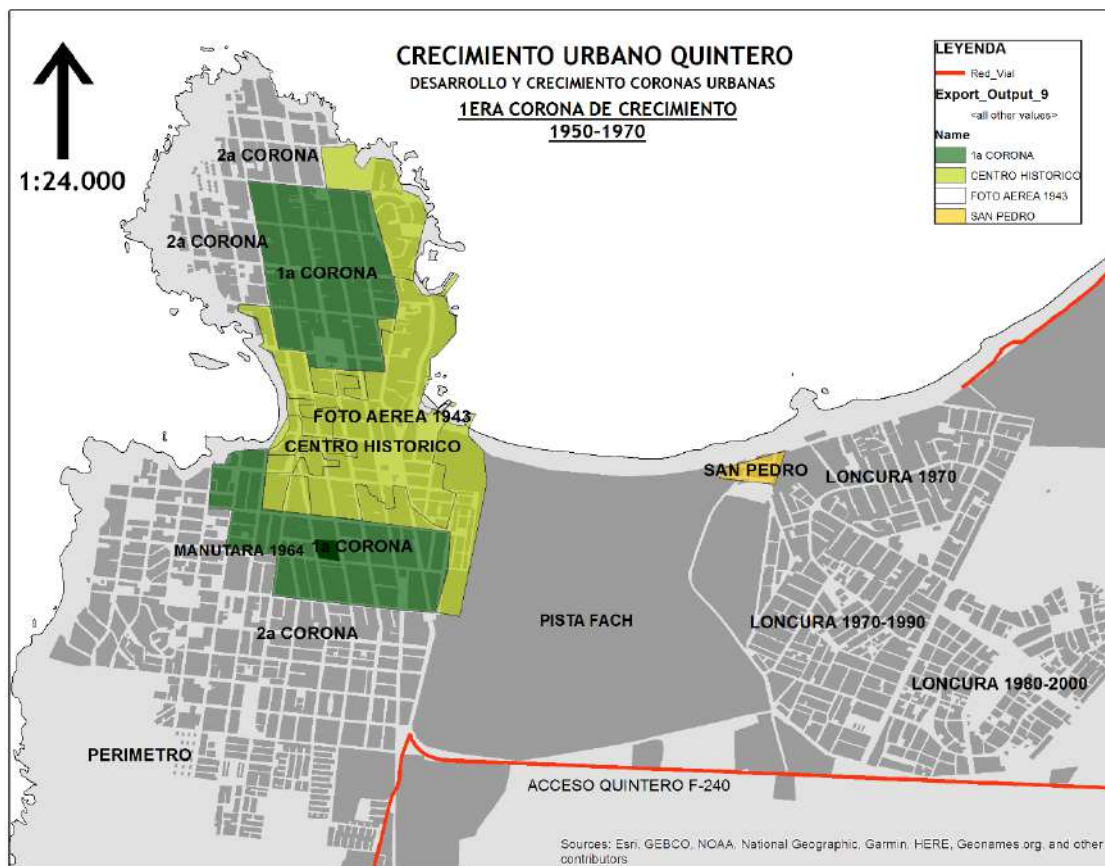 CRECIMIENTO URBANO QUINTERO
DESARROLLO Y CRECIMIENTO CORONAS URBANAS
1ERA CORONA DE CRECIMIENTO
1950-1970
1:24.000
LEYENDA
Red_Vial
Export_Output_9
<all other values>
Name
1a CORONA
CENTRO HISTORICO
FOTO AEREA 1943
SAN PEDRO
2a CORONA
2a CORONA
1a CORONA
FOTO AEREA 1943
CENTRO HISTORICO
SAN PEDRO
LONCURA 1970
MANUTARA 1964
1a CORONA
2a CORONA
PISTA FACH
LONCURA 1970-1990
LONCURA 1980-2000
PERIMETRO
ACCESO QUINTERO F-240
Sources: Esri, GEBCO, NOAA, National Geographic, Garmin, HERE, Geonames.org, and other
contributors